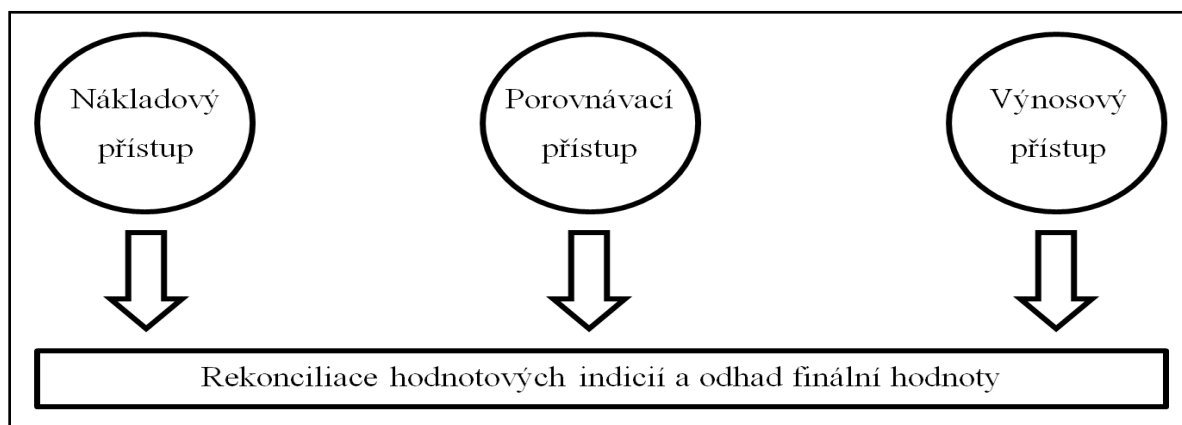 Nákladový
přístup
Porovnávací
přístup
Výnosový
přístup
Rekonciliace hodnotových indicií a odhad finální hodnoty